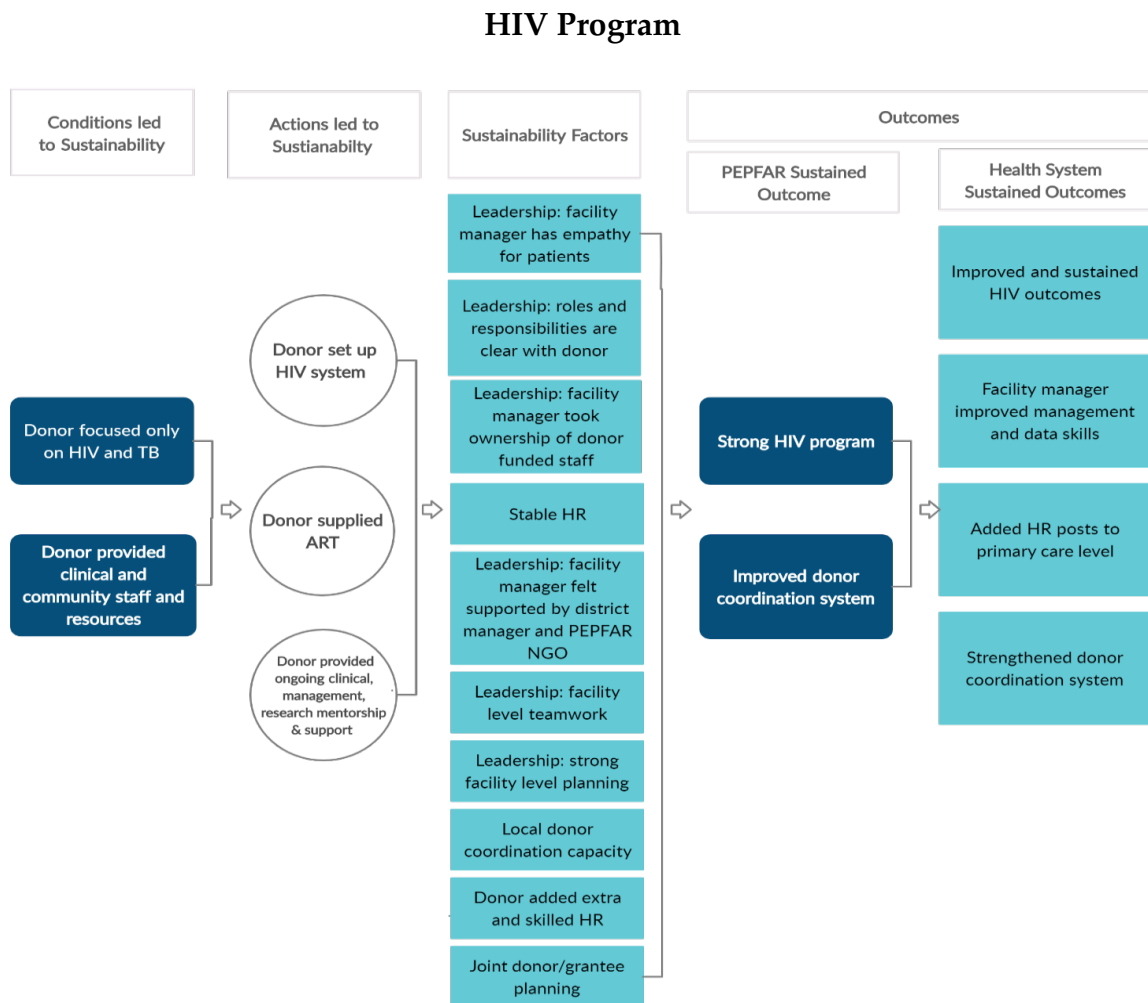 HIV Program
Conditions led
to Sustainability
Actions led to
Sustianabilty
Sustainability Factors
Outcomes
PEPFAR Sustained
Outcome
Health System
Sustained Outcomes
Donor focused only
on HIV and TB
Donor provided
clinical and
community staff and
resources
Donor set up
HIV system
Donor supplied
ART
Donor provided
ongoing clinical,
management,
research mentorship
& support
Leadership: facility
manager has empathy
for patients
Leadership: roles and
responsibilities are
clear with donor
Leadership: facility
manager took
ownership of donor
funded staff
Stable HR
Leadership: facility
manager felt
supported by district
manager and PEPFAR
NGO
Leadership: facility
level teamwork
Leadership: strong
facility level planning
Local donor
coordination capacity
Donor added extra
and skilled HR
Joint donor/grantee
planning
Strong HIV program
Improved donor
coordination system
Improved and sustained
HIV outcomes
Facility manager
improved management
and data skills
Added HR posts to
primary care level
Strengthened donor
coordination system